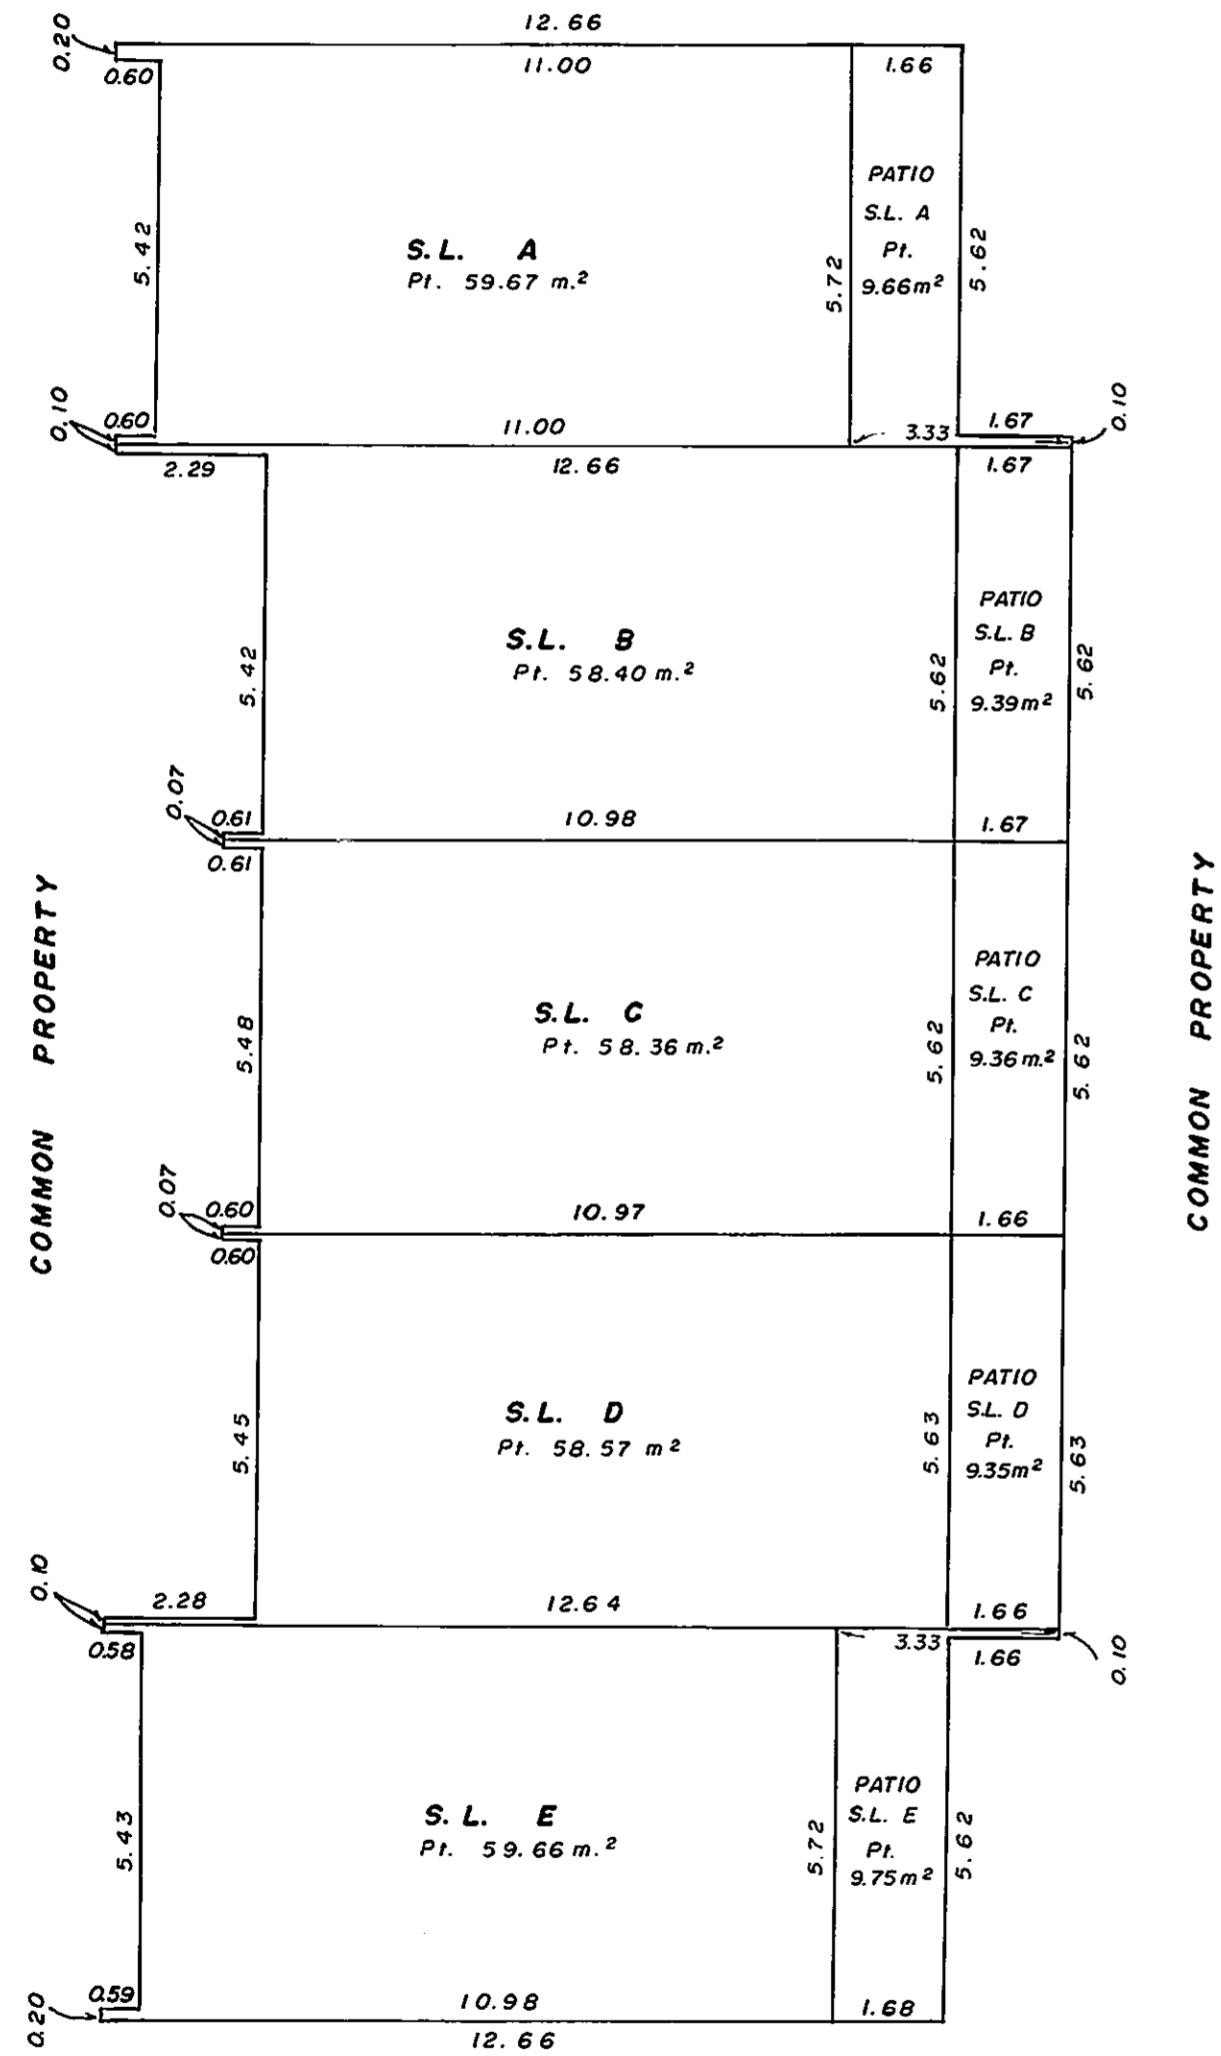 12.66
0.20
0.60
11.00
1.66
PATIO
S.L. A
Pt.
9.66m²
5.42
S.L. A
Pt. 59.67 m.²
5.72
5.62
0.10
0.60
11.00
3.33
1.67
0.10
2.29
12.66
1.67
PATIO
S.L. B
Pt.
9.39m²
5.42
S.L. B
Pt. 58.40 m.²
5.62
5.62
0.07
0.61
10.98
1.67
0.61
COMMON PROPERTY
COMMON PROPERTY
PATIO
S.L. C
Pt.
9.36 m.²
5.48
S.L. C
Pt. 58.36 m.²
5.62
5.62
0.07
0.60
10.97
1.66
0.60
PATIO
S.L. D
Pt.
9.35m²
5.45
S.L. D
Pt. 58.57 m²
5.63
5.63
0.10
2.28
12.64
1.66
0.58
3.33
1.66
0.10
PATIO
S.L. E
Pt.
9.75m²
5.43
S.L. E
Pt. 59.66 m.²
5.72
5.62
0.59
10.98
1.68
0.20
12.66